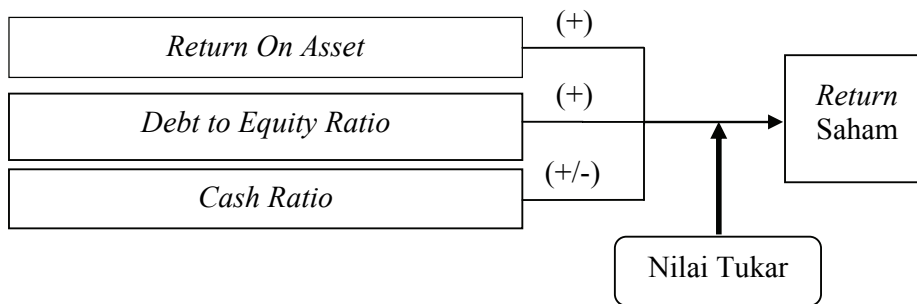 (+)
Return On Asset
(+)
Debt to Equity Ratio
(+/-)
Cash Ratio
Return
Saham
Nilai Tukar